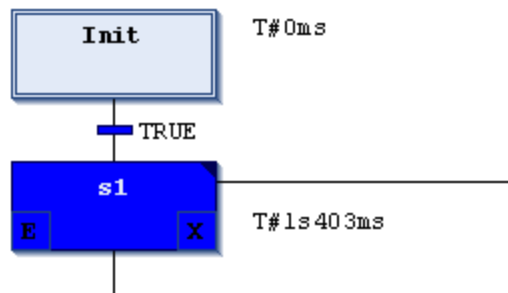 Init
T#0ms
TRUE
s1
E
X
T#1s403ms